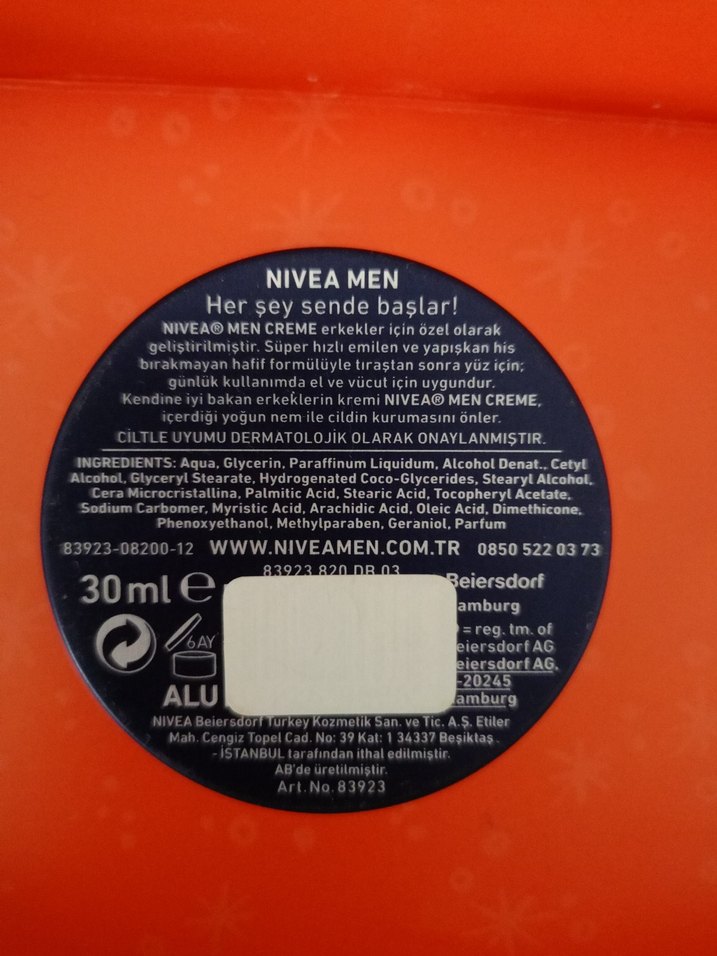 NIVEA MEN
Her şey sende başlar!
NIVEA® MEN CREME erkekler için özel olarak
geliştirilmiştir. Süper hızlı emilen ve yapışkan his
bırakmayan hafif formülüyle tıraştan sonra yüz için;
günlük kullanımda el ve vücut için uygundur.
Kendine iyi bakan erkeklerin kremi NIVEA® MEN CREME,
içerdiği yoğun nem ile cildin kurumasını önler.
CİLTLE UYUMU DERMATOLOJİK OLARAK ONAYLANMIŞTIR.
INGREDIENTS: Aqua, Glycerin, Paraffinum Liquidum, Alcohol Denat., Cetyl
Alcohol, Glyceryl Stearate, Hydrogenated Coco-Glycerides, Stearyl Alcohol,
Cera Microcristallina, Palmitic Acid, Stearic Acid, Tocopheryl Acetate,
Sodium Carbomer, Myristic Acid, Arachidic Acid, Oleic Acid, Dimethicone,
Phenoxyethanol, Methylparaben, Geraniol, Parfum
83923-08200-12 WWW.NIVEAMEN.COM.TR 0850 522 03 73
83923 820 DR 03
30 ml e
Beiersdorf
amburg
= reg. tm. of
eiersdorf AG
eiersdorf AG,
-20245
amburg
6 AY
ALU
NIVEA Beiersdorf Turkey Kozmetik San. ve Tic. A.Ş. Etiler
Mah. Cengiz Topel Cad. No: 39 Kat: 1 34337 Beşiktaş
- İSTANBUL tarafından ithal edilmiştir.
AB'de üretilmiştir.
Art. No. 83923